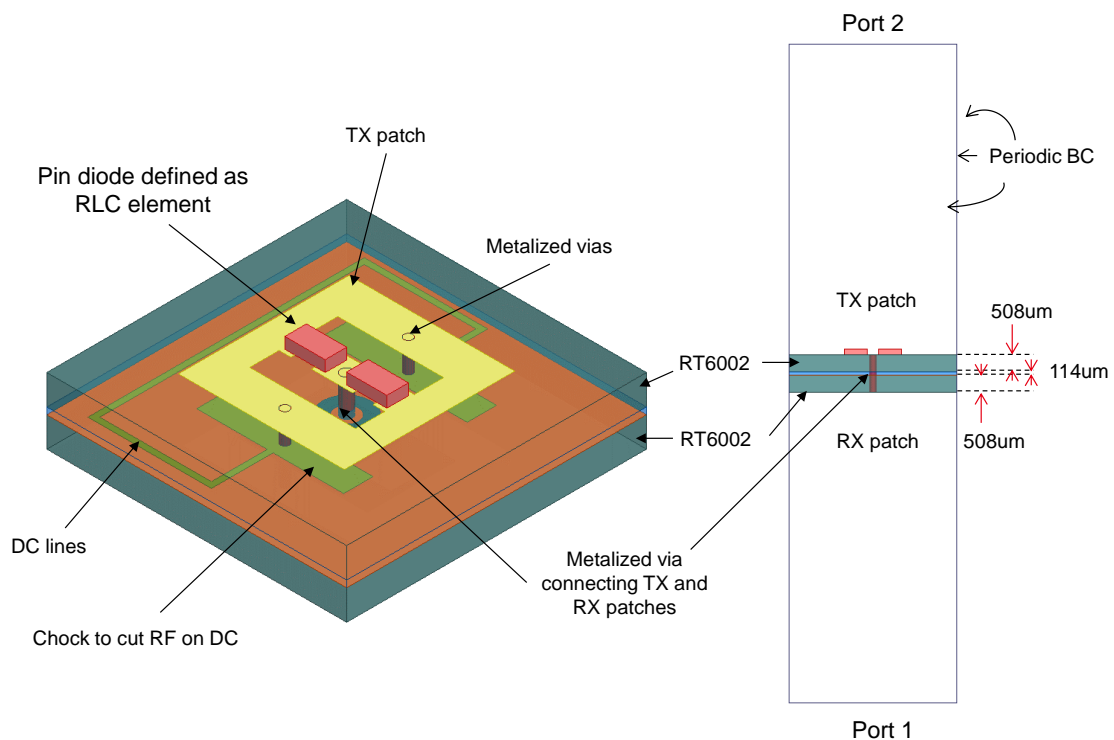 Port 2
TX patch
Pin diode defined as
RLC element
Metalized vias
Periodic BC
TX patch
508um
RT6002
114um
RT6002
RX patch
508um
DC lines
Metalized via
connecting TX and
RX patches
Chock to cut RF on DC
Port 1